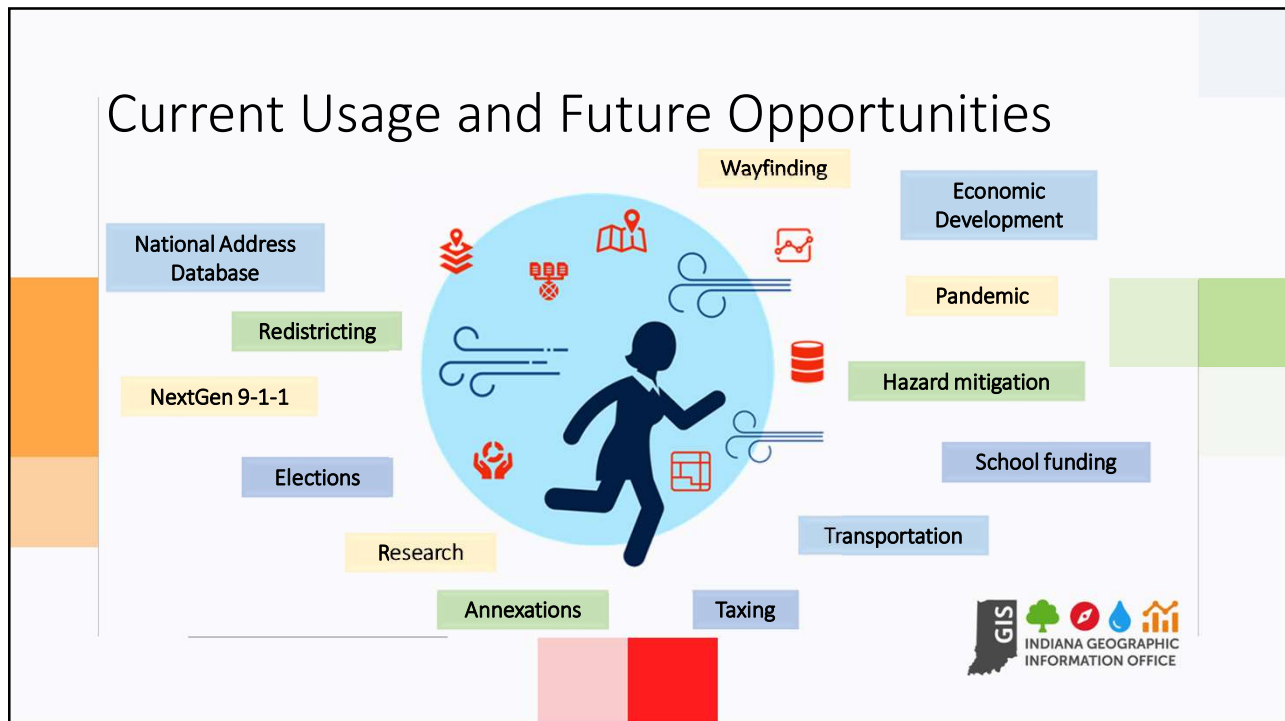 Current Usage and Future Opportunities
Wayfinding
Economic
Development
National Address
Database
Pandemic
Redistricting
Hazard mitigation
NextGen 9-1-1
School funding
Elections
Transportation
Research
Annexations
Taxing
GIS
INDIANA GEOGRAPHIC
INFORMATION OFFICE